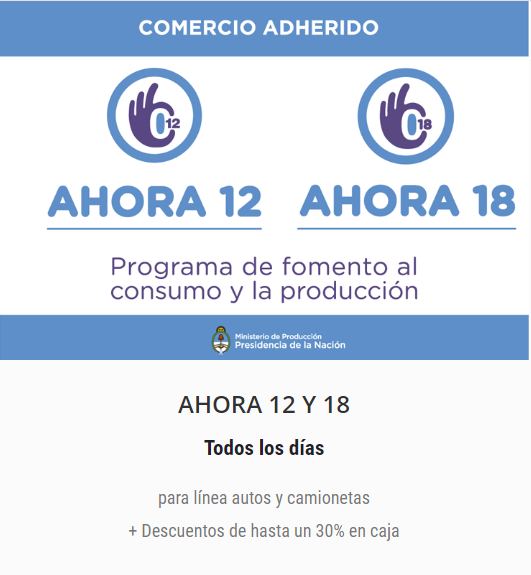 COMERCIO ADHERIDO
12
18
AHORA 12
AHORA 18
Programa de fomento al
consumo y la producción
Ministerio de Producción
Presidencia de la Nación
AHORA 12 Y 18
Todos los días
para línea autos y camionetas
+ Descuentos de hasta un 30% en caja